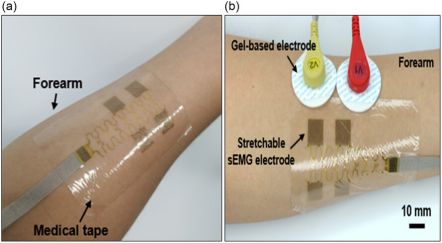 (a)
Forearm
Medical tape
(b)
Gel-based electrode
V2
V1
Forearm
Stretchable
sEMG electrode
10 mm